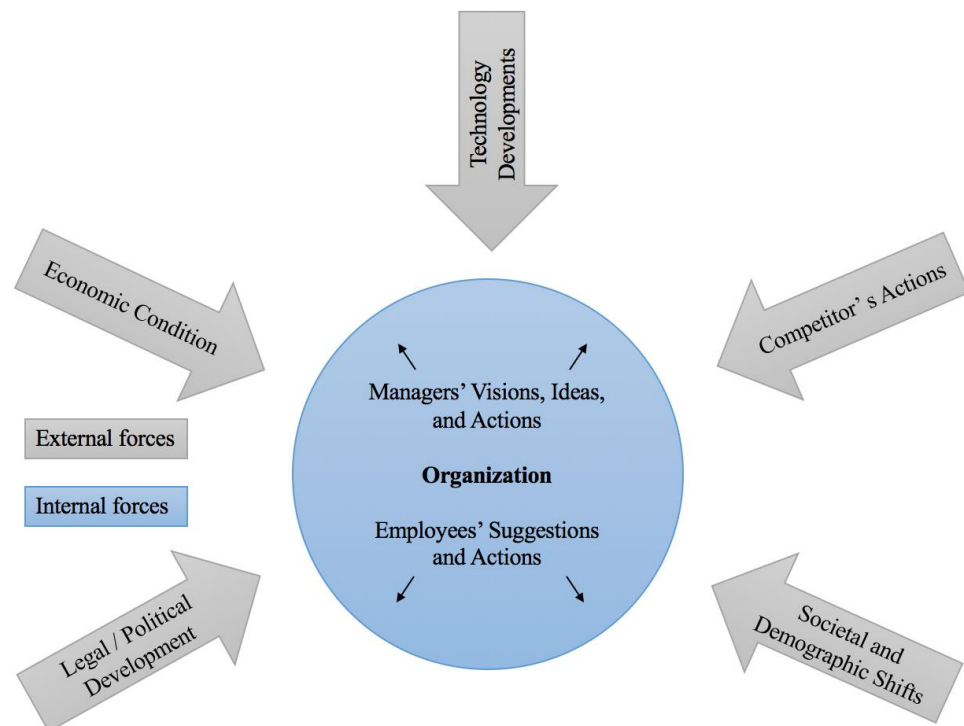 Technology
Developments
Economic Condition
Competitor’ s Actions
Managers’ Visions, Ideas,
and Actions
External forces
Organization
Internal forces
Employees’ Suggestions
and Actions
Legal / Political
Development
Societal and
Demographic Shifts